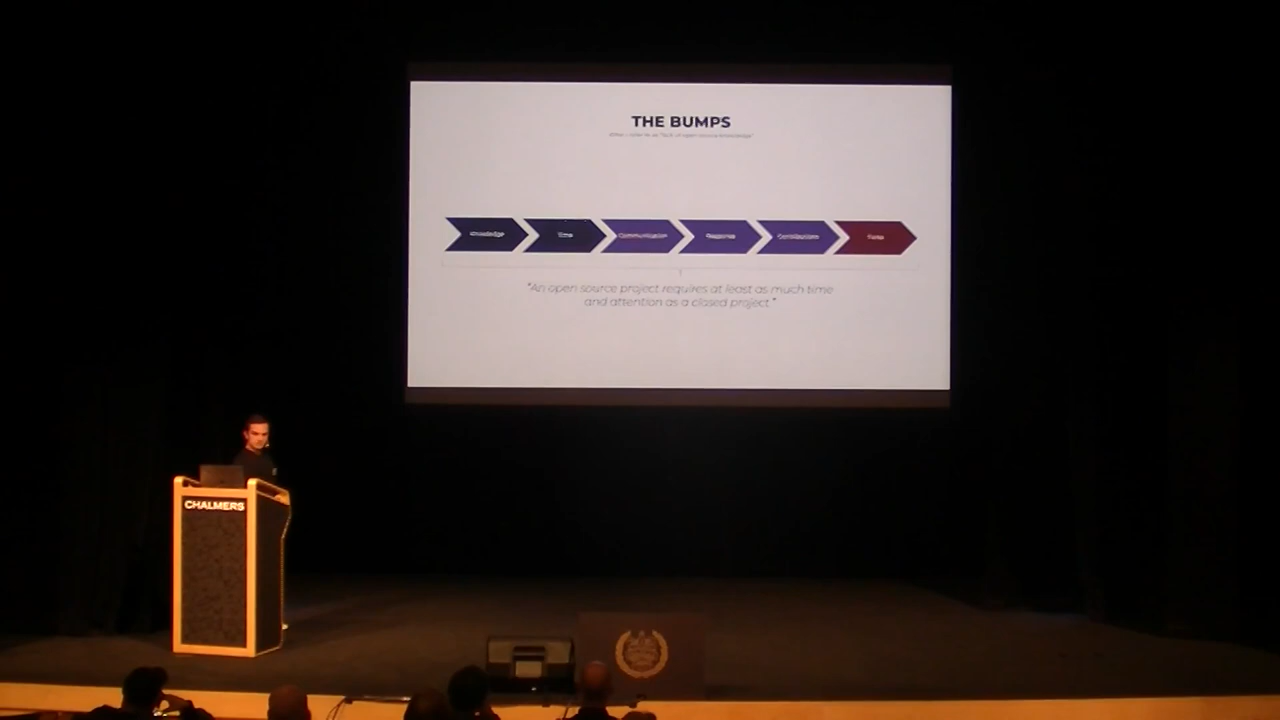 THE BUMPS
Knowledge Time Communication Response Contributions
"An open source project requires at least as much time
and attention as a closed project."
CHALMERS